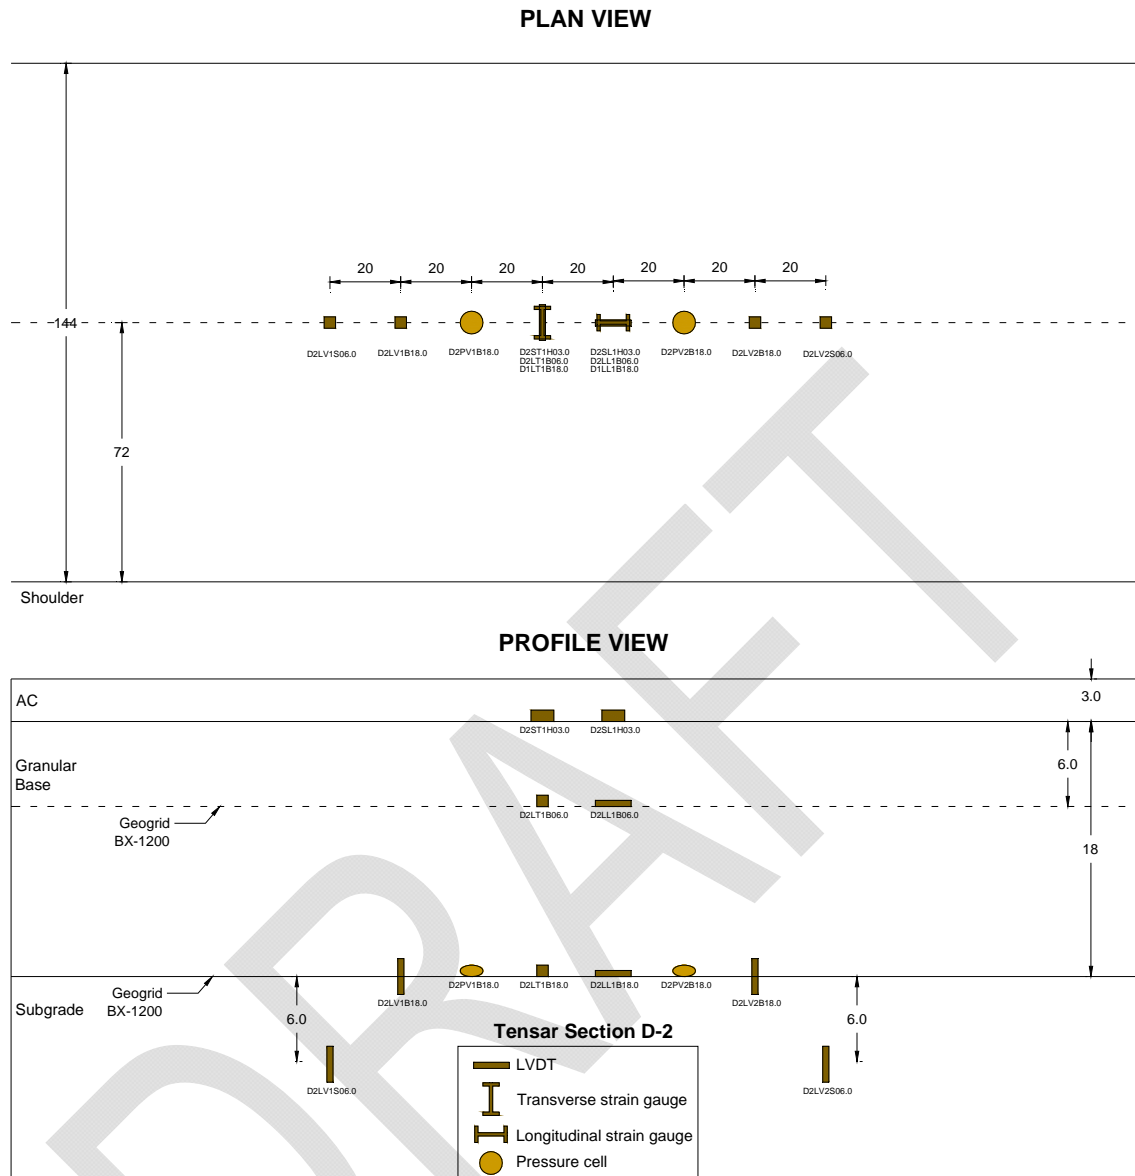 PLAN VIEW
20 20 20 20 20 20 20
144
D2LV1S06.0 D2LV1B18.0 D2PV1B18.0 D2ST1H03.0 D2SL1H03.0 D2PV2B18.0 D2LV2B18.0 D2LV2S06.0
D2LT1B06.0 D2LL1B06.0
D1LT1B18.0 D1LL1B18.0
72
Shoulder
PROFILE VIEW
AC
3.0
D2ST1H03.0 D2SL1H03.0
Granular
Base
6.0
D2LT1B06.0 D2LL1B06.0
Geogrid
BX-1200
18
D2LV1B18.0 D2PV1B18.0 D2LT1B18.0 D2LL1B18.0 D2PV2B18.0 D2LV2B18.0
Geogrid
BX-1200
Subgrade
6.0 6.0
D2LV1S06.0 D2LV2S06.0
Tensar Section D-2
LVDT
Transverse strain gauge
Longitudinal strain gauge
Pressure cell
DRAFT